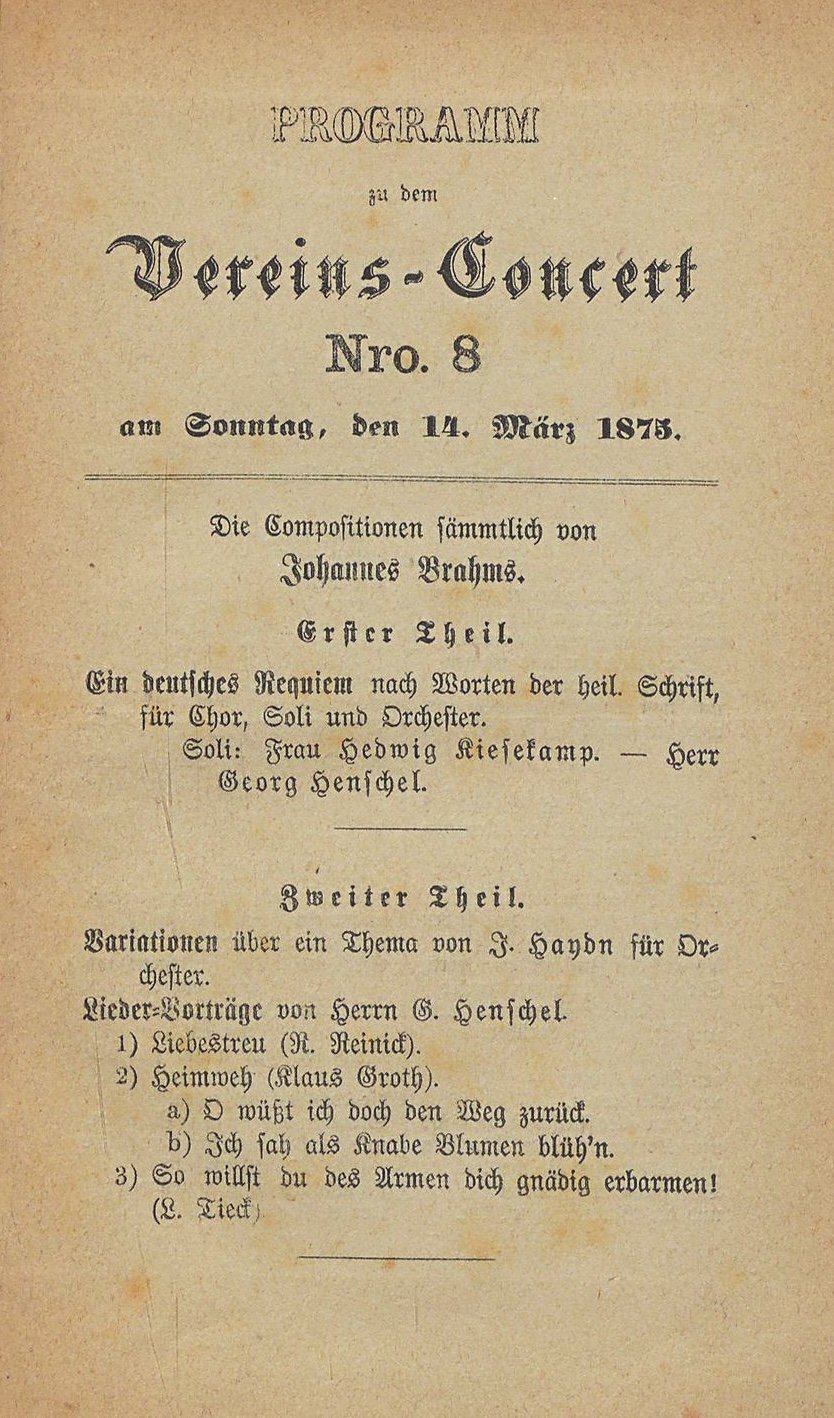 PROGRAMM
zu dem
Vereins-Concert
Nro. 8
am Sonntag, den 14. März 1875.
Die Compositionen sämmtlich von
Johannes Brahms.
Erster Theil.
Ein deutsches Requiem nach Worten der heil. Schrift,
für Chor, Soli und Orchester.
Soli: Frau Hedwig Kiesekamp. — Herr
Georg Henschel.
Zweiter Theil.
Variationen über ein Thema von J. Haydn für Or-
chester.
Lieder-Vorträge von Herrn G. Henschel.
1) Liebestreu (R. Reinick).
2) Heimweh (Klaus Groth).
a) O wüßt ich doch den Weg zurück.
b) Ich sah als Knabe Blumen blüh'n.
3) So willst du des Armen dich gnädig erbarmen!
(L. Tieck)